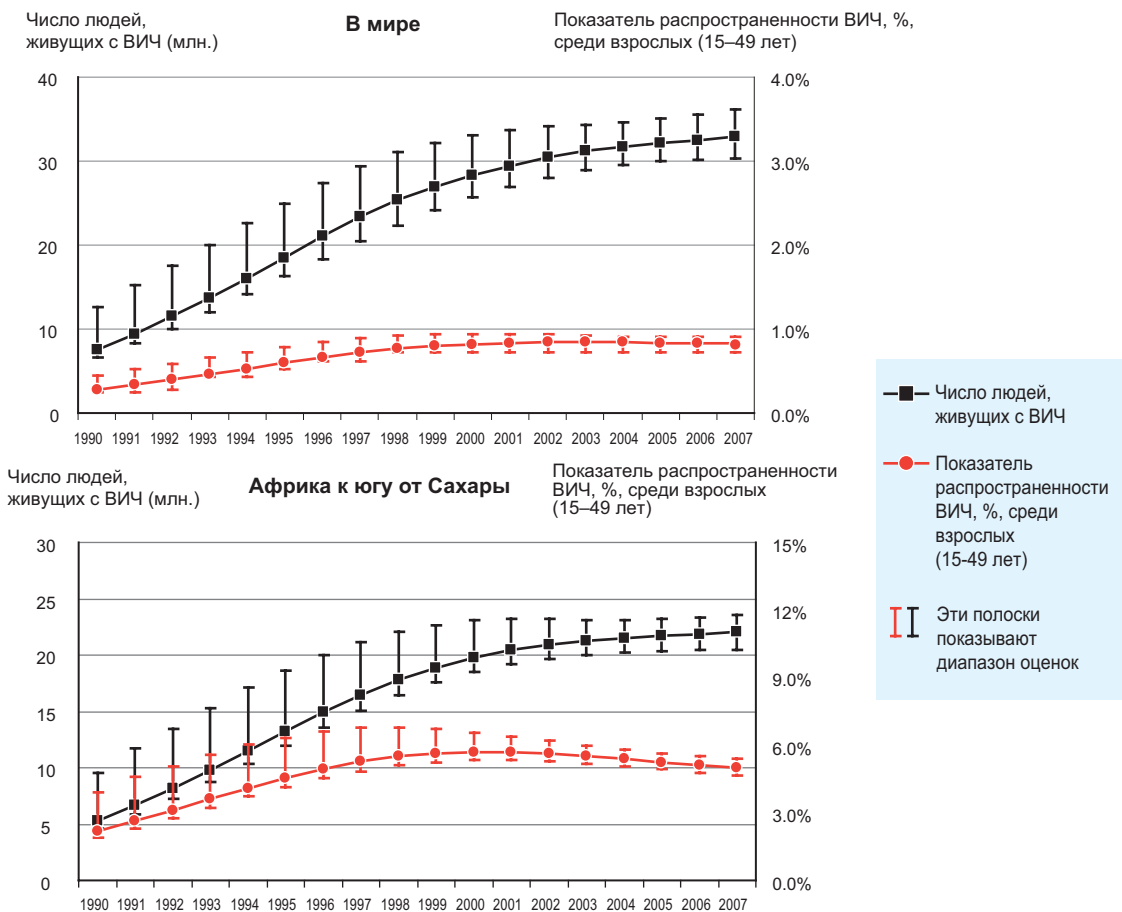 Число людей,
живущих с ВИЧ (млн.)
В мире
Показатель распространенности ВИЧ, %,
среди взрослых (15–49 лет)
40
30
20
10
0
4.0%
3.0%
2.0%
1.0%
0.0%
1990 1991 1992 1993 1994 1995 1996 1997 1998 1999 2000 2001 2002 2003 2004 2005 2006 2007
Число людей,
живущих с ВИЧ (млн.)
Африка к югу от Сахары
Показатель распространенности
ВИЧ, %, среди взрослых
(15–49 лет)
30
25
20
15
10
5
0
15%
12%
9.0%
6.0%
3.0%
0.0%
1990 1991 1992 1993 1994 1995 1996 1997 1998 1999 2000 2001 2002 2003 2004 2005 2006 2007
Число людей,
живущих с ВИЧ
Показатель
распространенности
ВИЧ, %, среди
взрослых
(15-49 лет)
Эти полоски
показывают
диапазон оценок